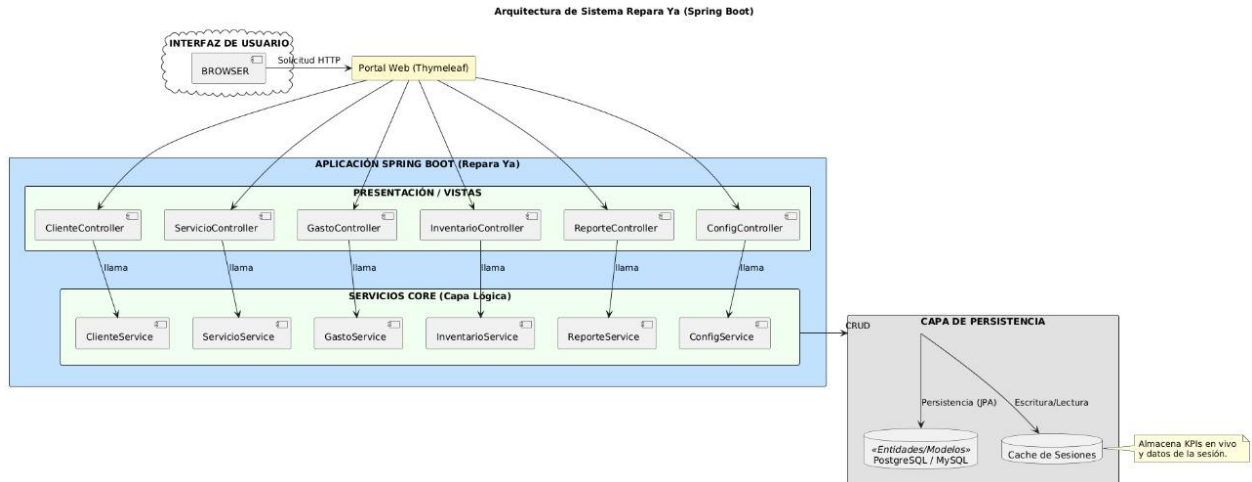 Arquitectura de Sistema Repara Ya (Spring Boot)
INTERFAZ DE USUARIO
BROWSER
Solicitud HTTP
Portal Web (Thymeleaf)
APLICACIÓN SPRING BOOT (Repara Ya)
PRESENTACIÓN / VISTAS
ClienteController
ServicioController
GastoController
InventarioController
ReporteController
ConfigController
llama
llama
llama
llama
llama
llama
SERVICIOS CORE (Capa Lógica)
ClienteService
ServicioService
GastoService
InventarioService
ReporteService
ConfigService
CRUD
CAPA DE PERSISTENCIA
Persistencia (JPA)
Escritura/Lectura
«Entidades/Modelos»
PostgreSQL / MySQL
Cache de Sesiones
Almacena KPIs en vivo
y datos de la sesión.